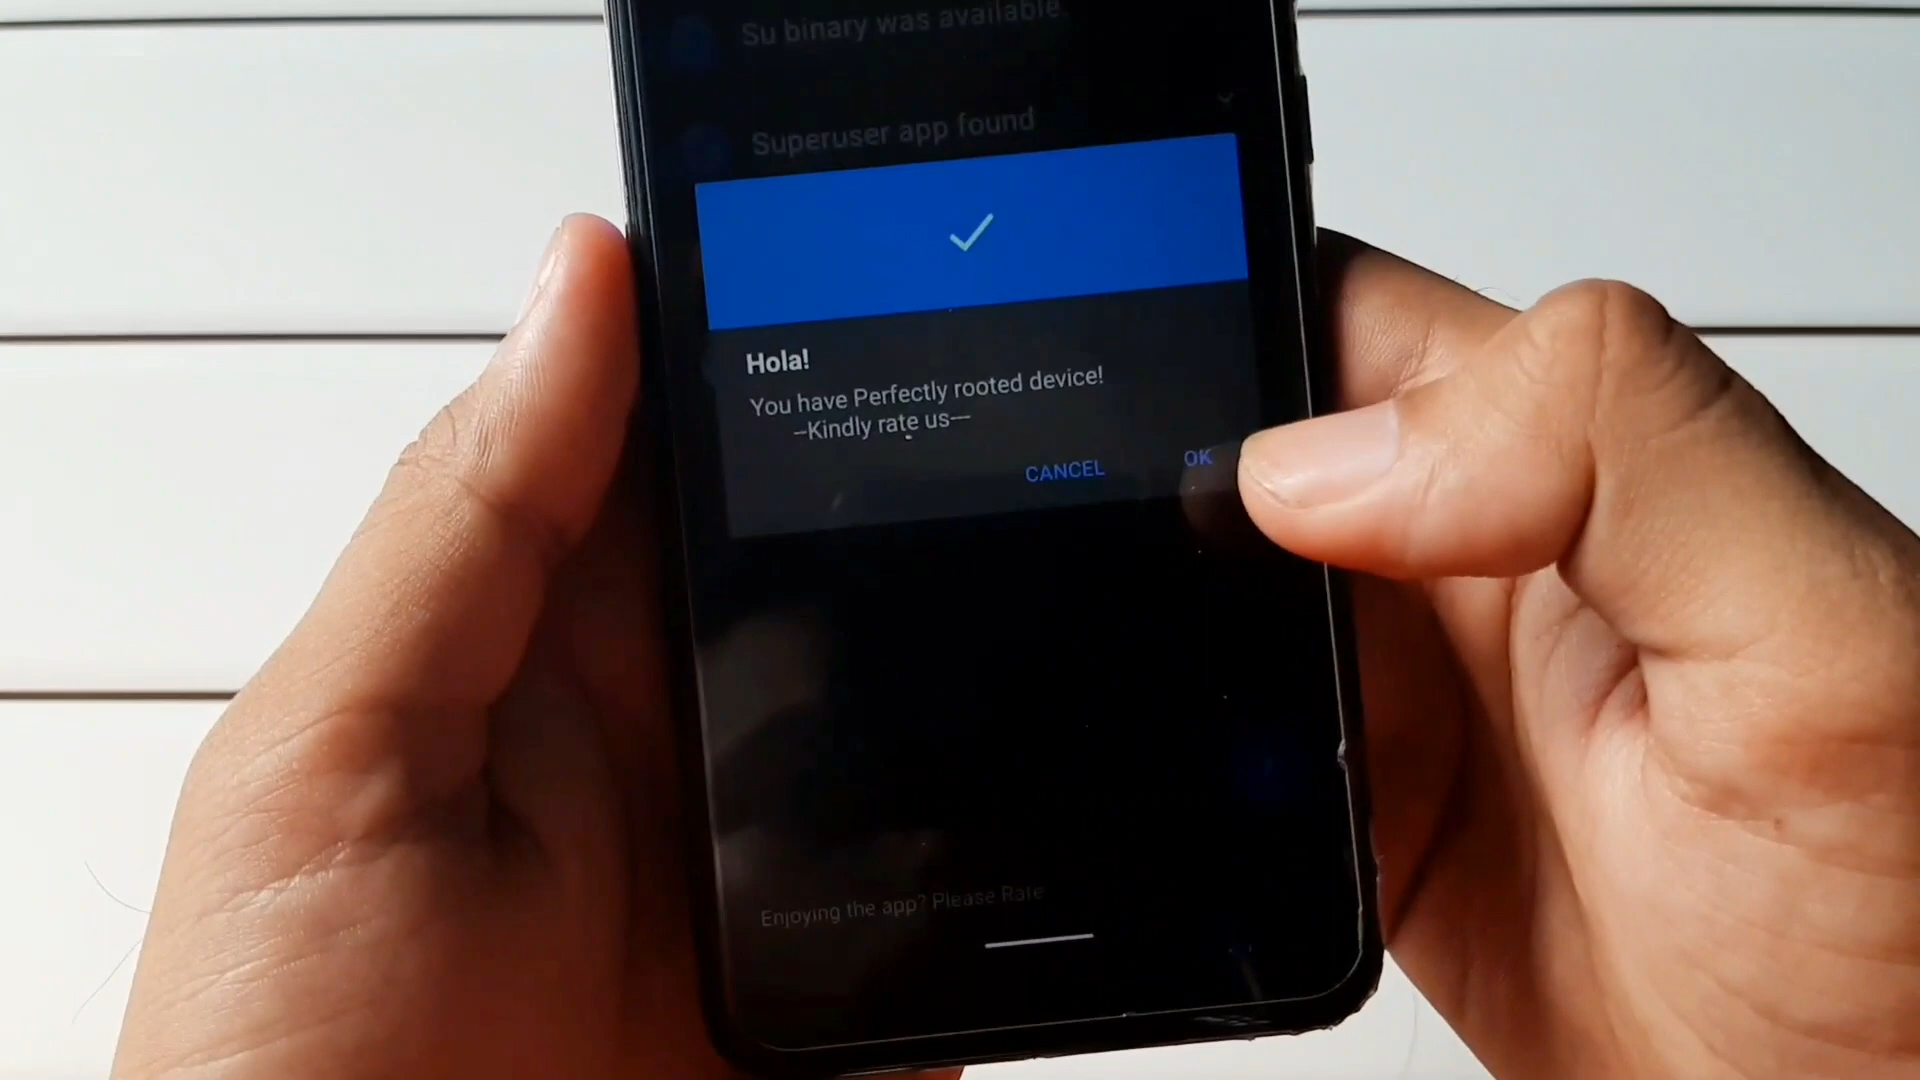 Su binary was available.
Superuser app found
Hola!
You have Perfectly rooted device!
--Kindly rate us---
CANCEL
OK
Enjoying the app? Please Rate